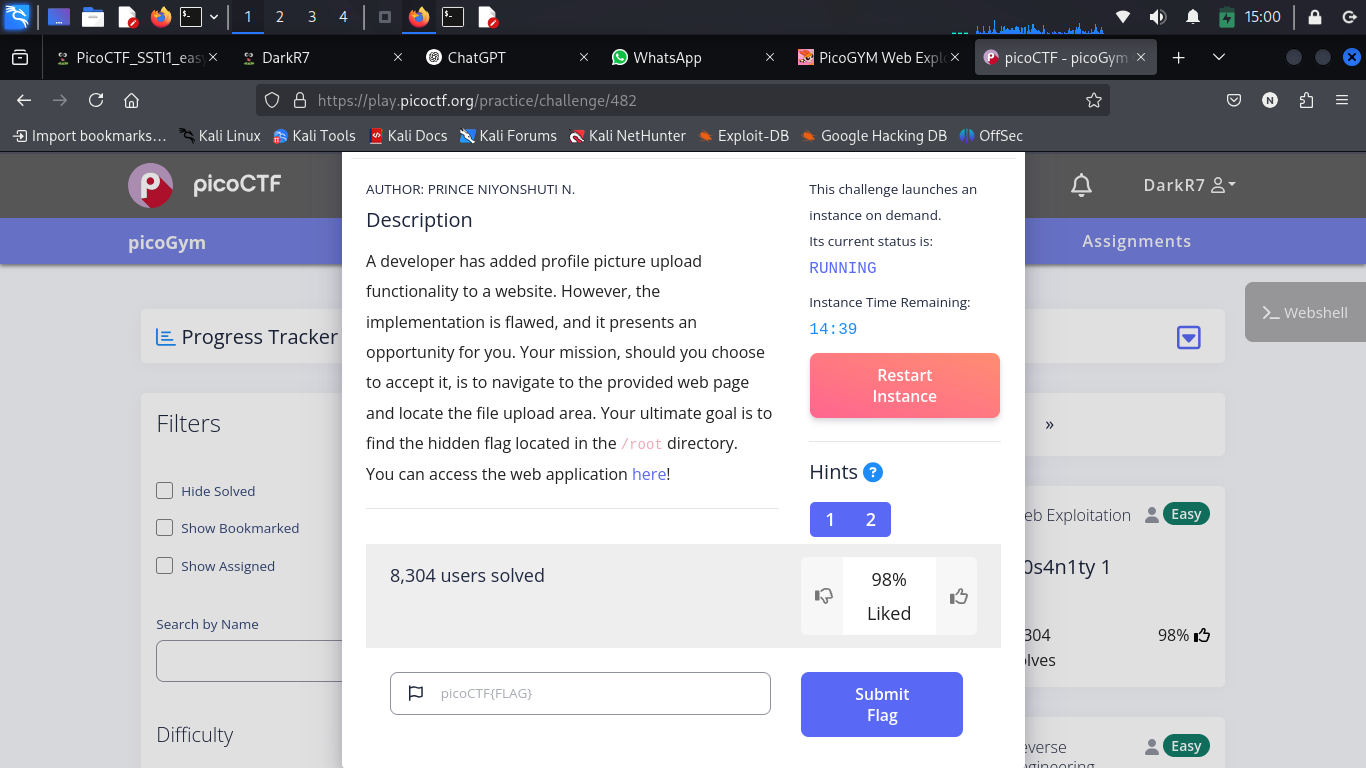 1 2 3 4 15:00
PicoCTF_SSTI1_easy DarkR7 ChatGPT WhatsApp PicoGYM Web Explo picoCTF - picoGym
https://play.picoctf.org/practice/challenge/482 N
Import bookmarks... Kali Linux Kali Tools Kali Docs Kali Forums Kali NetHunter Exploit-DB Google Hacking DB OffSec
picoCTF DarkR7
picoGym Assignments
AUTHOR: PRINCE NIYONSHUTI N.
Description
A developer has added profile picture upload
functionality to a website. However, the
implementation is flawed, and it presents an
opportunity for you. Your mission, should you choose
to accept it, is to navigate to the provided web page
and locate the file upload area. Your ultimate goal is to
find the hidden flag located in the /root directory.
You can access the web application here!
This challenge launches an
instance on demand.
Its current status is:
RUNNING
Instance Time Remaining:
14:39
Restart
Instance
Hints ?
1 2
8,304 users solved
98%
Liked
picoCTF{FLAG}
Submit
Flag
Progress Tracker
Filters
Hide Solved
Show Bookmarked
Show Assigned
Search by Name
Difficulty
Webshell
»
eb Exploitation Easy
0s4n1ty 1
304 98%
olves
everse Easy
ngineering